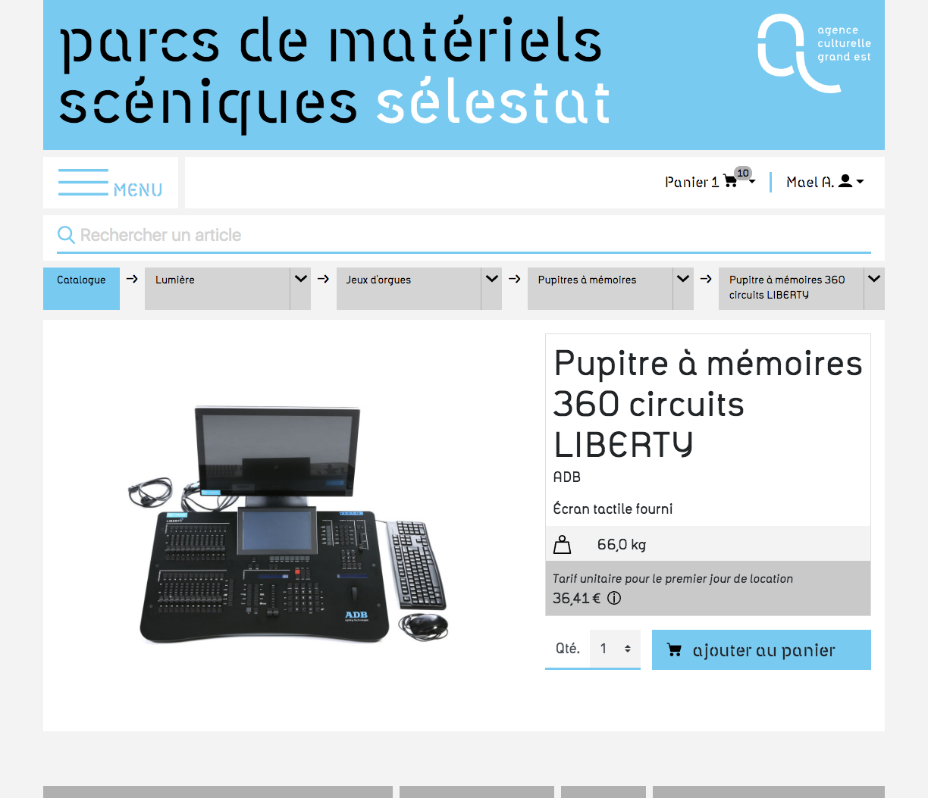 parcs de matériels
scéniques sélestat
agence
culturelle
grand est
MENU
Panier 1 10
Mael A.
Rechercher un article
Catalogue
Lumière
Jeux d'orgues
Pupitres à mémoires
Pupitre à mémoires 360
circuits LIBERTY
LIBERTY
ADB
Pupitre à mémoires
360 circuits
LIBERTY
ADB
Écran tactile fourni
66,0 kg
Tarif unitaire pour le premier jour de location
36,41 €
Qté. 1
ajouter au panier